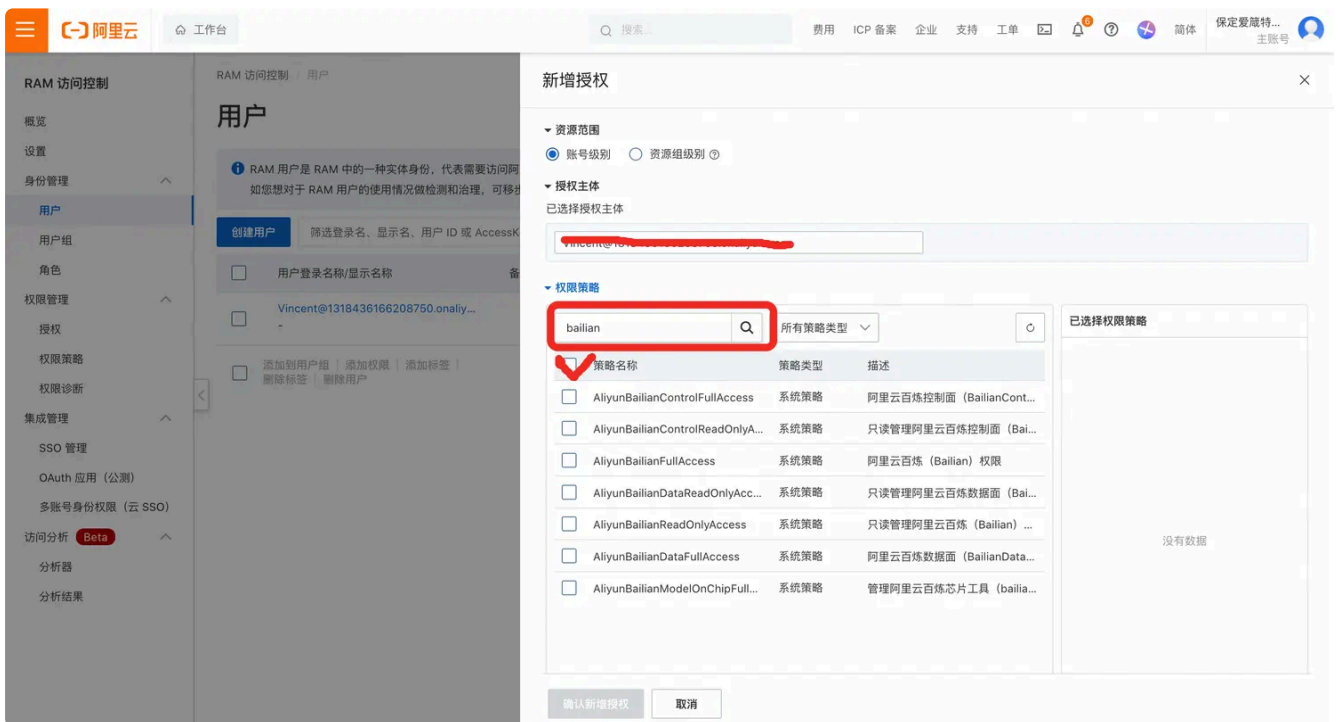 阿里云
工作台
搜索...
费用
ICP 备案
企业
支持
工单
6
简体
保定爱箴特...
主账号
RAM 访问控制
概览
设置
身份管理
用户
用户组
角色
权限管理
授权
权限策略
权限诊断
集成管理
SSO 管理
OAuth 应用（公测）
多账号身份权限（云 SSO）
访问分析 Beta
分析器
分析结果
RAM 访问控制 / 用户
用户
RAM 用户是 RAM 中的一种实体身份，代表需要访问阿
如您想对于 RAM 用户的使用情况做检测和治理，可移步
创建用户
筛选登录名、显示名、用户 ID 或 AccessK
用户登录名称/显示名称
备
Vincent@1318436166208750.onaliy...
-
添加到用户组 | 添加权限 | 添加标签 |
删除标签 | 删除用户
新增授权
资源范围
账号级别
资源组级别
授权主体
已选择授权主体
权限策略
bailian
所有策略类型
策略名称 策略类型 描述
AliyunBailianControlFullAccess 系统策略 阿里云百炼控制面（BailianCont...
AliyunBailianControlReadOnlyA... 系统策略 只读管理阿里云百炼控制面（Bai...
AliyunBailianFullAccess 系统策略 阿里云百炼（Bailian）权限
AliyunBailianDataReadOnlyAcc... 系统策略 只读管理阿里云百炼数据面（Bai...
AliyunBailianReadOnlyAccess 系统策略 只读管理阿里云百炼（Bailian）...
AliyunBailianDataFullAccess 系统策略 阿里云百炼数据面（BailianData...
AliyunBailianModelOnChipFull... 系统策略 管理阿里云百炼芯片工具（bailia...
已选择权限策略
没有数据
确认新增授权
取消